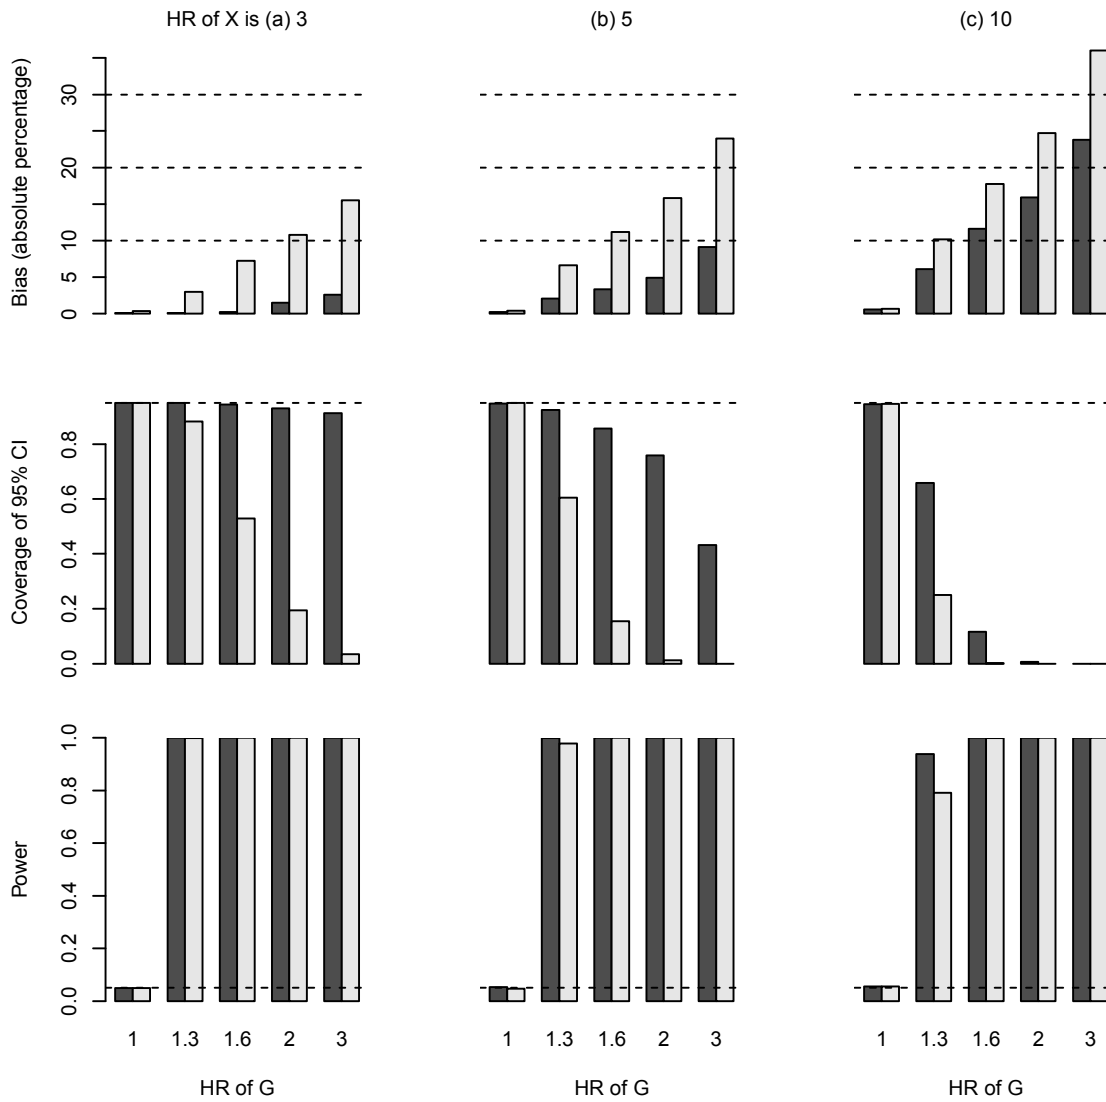 HR of X is (a) 3
(b) 5
(c) 10
Bias (absolute percentage)
30
20
10
5
0
Coverage of 95% CI
0.8
0.6
0.4
0.2
0.0
Power
1.0
0.8
0.6
0.4
0.2
0.0
1 1.3 1.6 2 3
1 1.3 1.6 2 3
1 1.3 1.6 2 3
HR of G
HR of G
HR of G